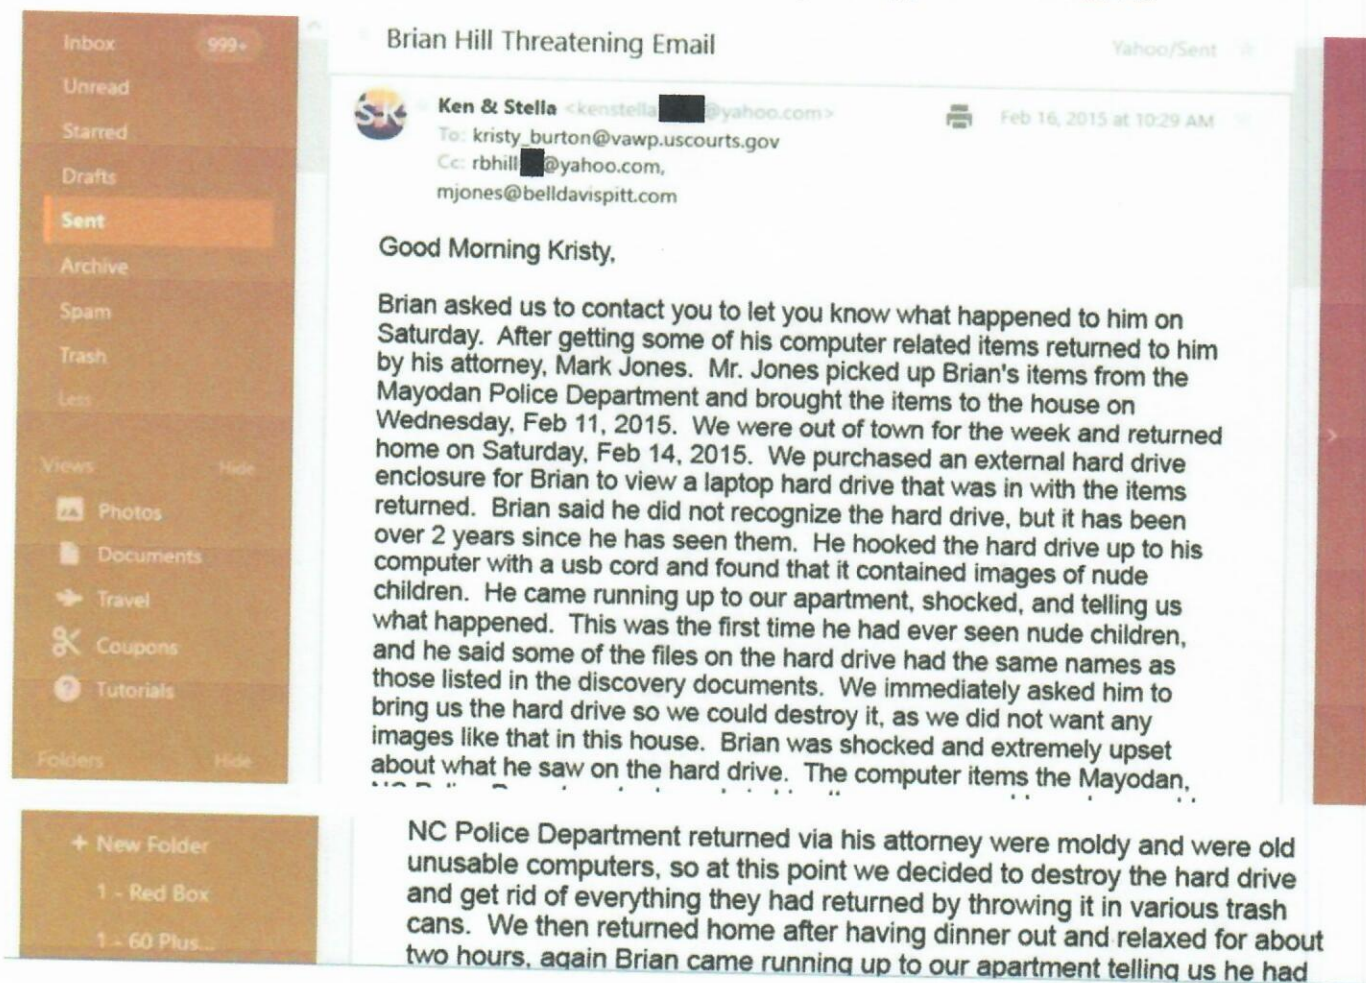 Inbox 999+
Unread
Starred
Drafts
Sent
Archive
Spam
Trash
Less
Views Hide
Photos
Documents
Travel
Coupons
Tutorials
Folders Hide
Brian Hill Threatening Email Yahoo/Sent
SK
Ken & Stella <kenstella @yahoo.com> Feb 16, 2015 at 10:29 AM
To: kristy_burton@vawp.uscourts.gov
Cc: rbhill @yahoo.com,
mjones@belldavispitt.com
Good Morning Kristy,
Brian asked us to contact you to let you know what happened to him on
Saturday. After getting some of his computer related items returned to him
by his attorney, Mark Jones. Mr. Jones picked up Brian's items from the
Mayodan Police Department and brought the items to the house on
Wednesday, Feb 11, 2015. We were out of town for the week and returned
home on Saturday, Feb 14, 2015. We purchased an external hard drive
enclosure for Brian to view a laptop hard drive that was in with the items
returned. Brian said he did not recognize the hard drive, but it has been
over 2 years since he has seen them. He hooked the hard drive up to his
computer with a usb cord and found that it contained images of nude
children. He came running up to our apartment, shocked, and telling us
what happened. This was the first time he had ever seen nude children,
and he said some of the files on the hard drive had the same names as
those listed in the discovery documents. We immediately asked him to
bring us the hard drive so we could destroy it, as we did not want any
images like that in this house. Brian was shocked and extremely upset
about what he saw on the hard drive. The computer items the Mayodan,
+ New Folder
1 - Red Box
1 - 60 Plus...
NC Police Department returned via his attorney were moldy and were old
unusable computers, so at this point we decided to destroy the hard drive
and get rid of everything they had returned by throwing it in various trash
cans. We then returned home after having dinner out and relaxed for about
two hours, again Brian came running up to our apartment telling us he had